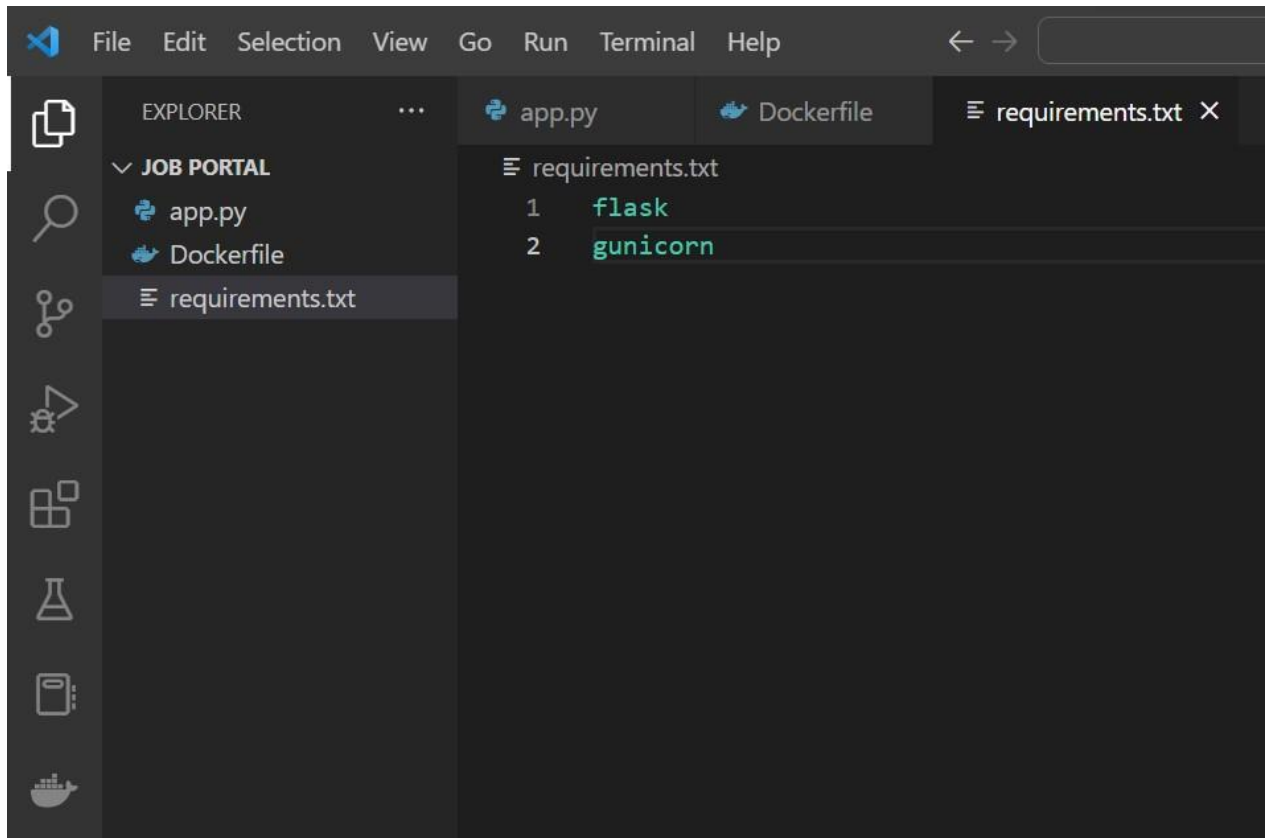 File Edit Selection View Go Run Terminal Help
EXPLORER
JOB PORTAL
app.py
Dockerfile
requirements.txt
app.py Dockerfile requirements.txt
requirements.txt
1 flask
2 gunicorn